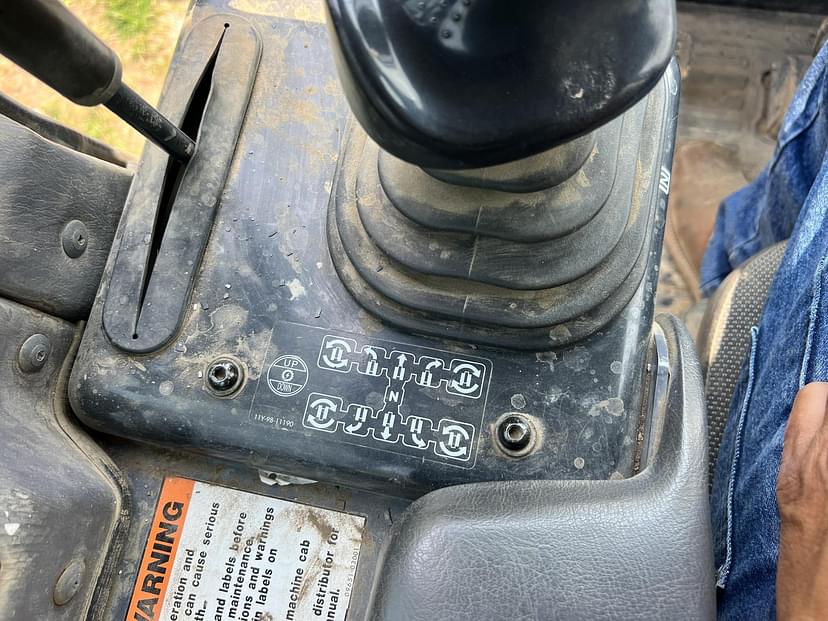 UP
DOWN
N
11Y-98-11190
N
WARNING
eration and
can cause serious
th.
and labels before
maintenance.
ions and warnings
n labels on
machine cab
distributor for
anual.